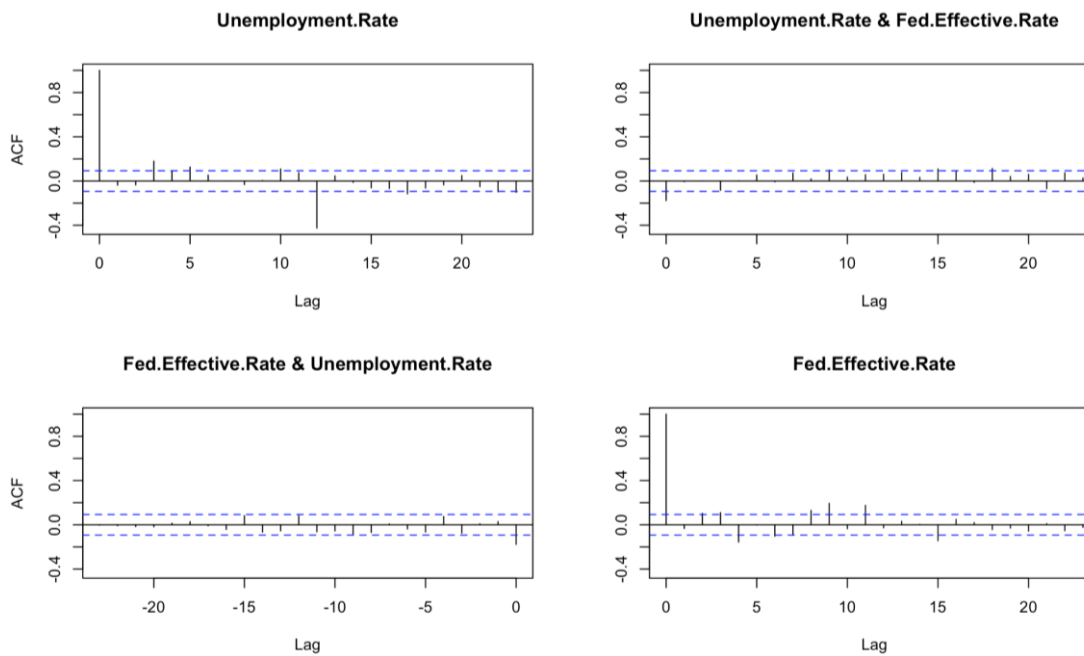 Unemployment.Rate
ACF
0.8
0.4
0.0
-0.4
0 5 10 15 20
Lag
Unemployment.Rate & Fed.Effective.Rate
0.8
0.4
0.0
-0.4
0 5 10 15 20
Lag
Fed.Effective.Rate & Unemployment.Rate
ACF
0.8
0.4
0.0
-0.4
-20 -15 -10 -5 0
Lag
Fed.Effective.Rate
0.8
0.4
0.0
-0.4
0 5 10 15 20
Lag